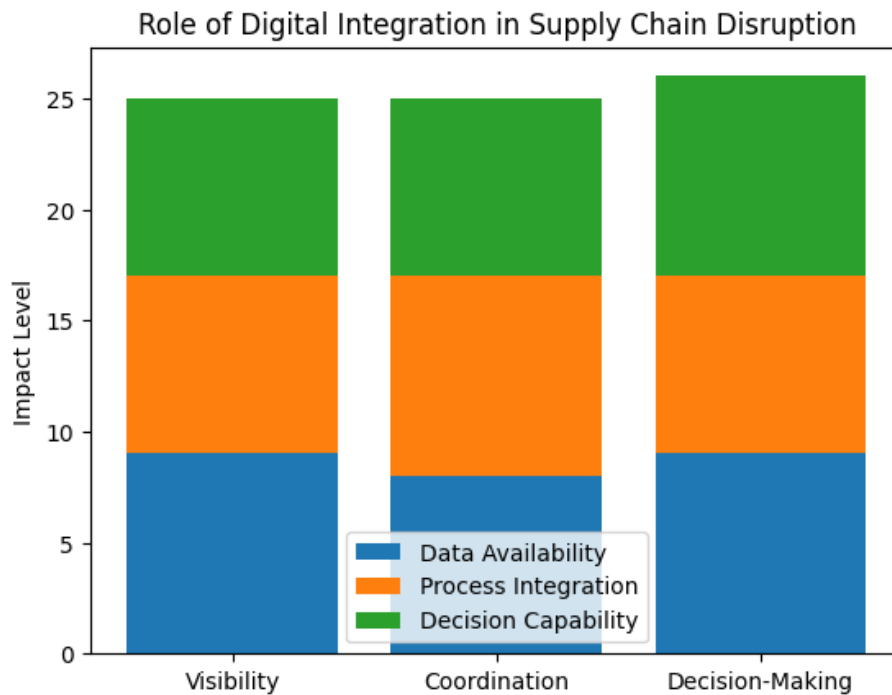 Role of Digital Integration in Supply Chain Disruption
Impact Level
25
20
15
10
5
0
Data Availability
Process Integration
Decision Capability
Visibility
Coordination
Decision-Making